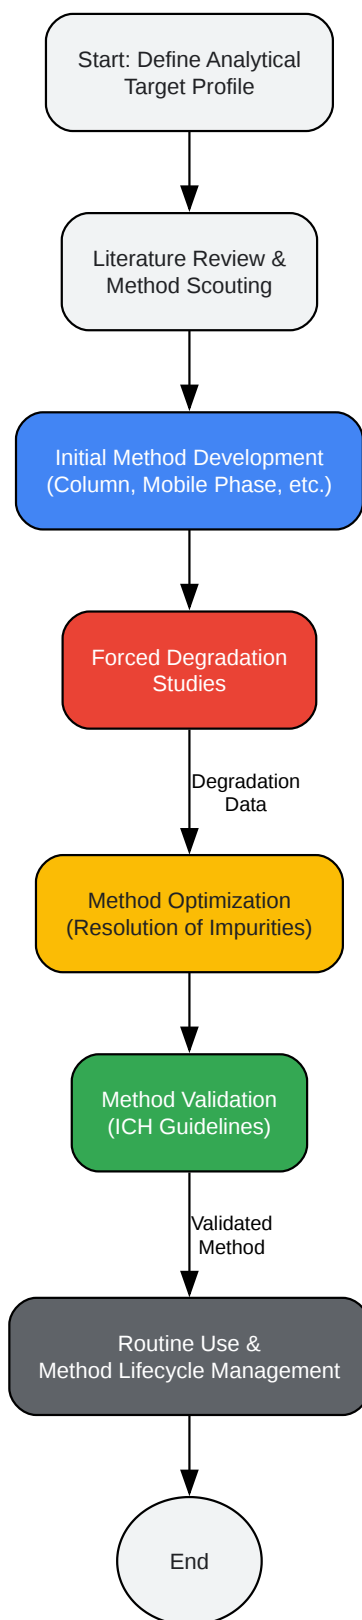 Start: Define Analytical
Target Profile
Literature Review &
Method Scouting
Initial Method Development
(Column, Mobile Phase, etc.)
Forced Degradation
Studies
Degradation
Data
Method Optimization
(Resolution of Impurities)
Method Validation
(ICH Guidelines)
Validated
Method
Routine Use &
Method Lifecycle Management
End